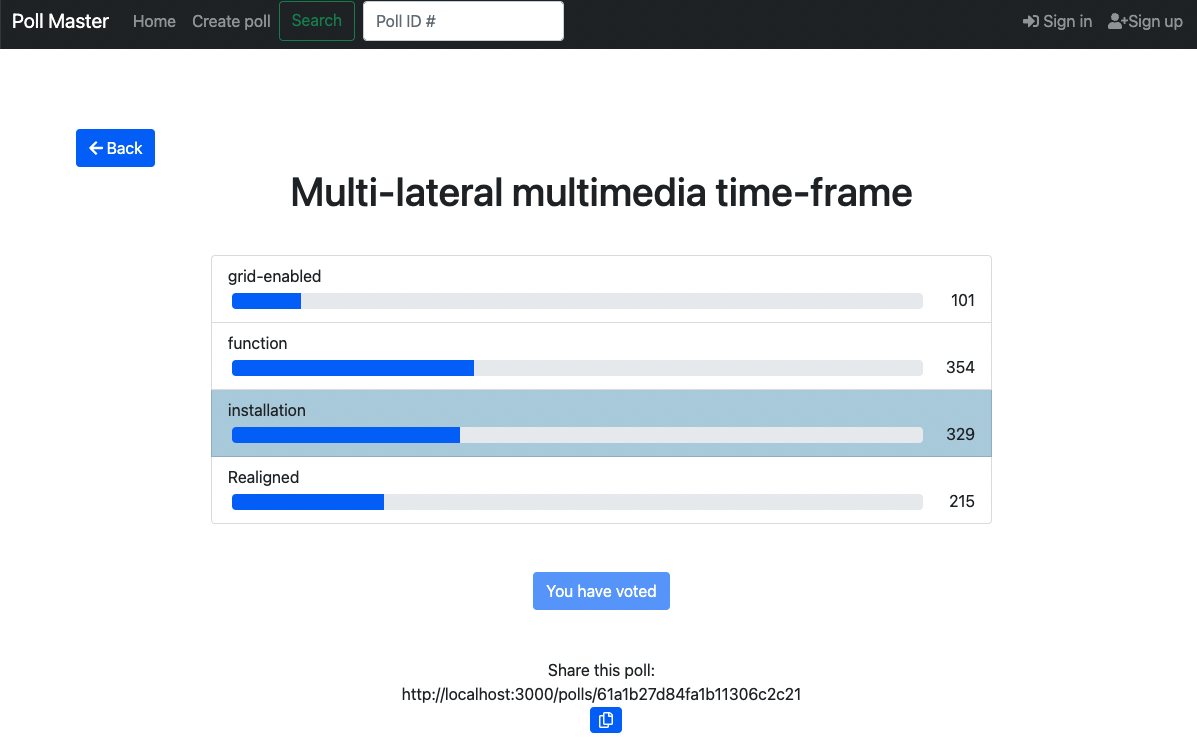 Poll Master Home Create poll Search Poll ID # Sign in Sign up
Back
Multi-lateral multimedia time-frame
grid-enabled
101
function
354
installation
329
Realigned
215
You have voted
Share this poll:
http://localhost:3000/polls/61a1b27d84fa1b11306c2c21